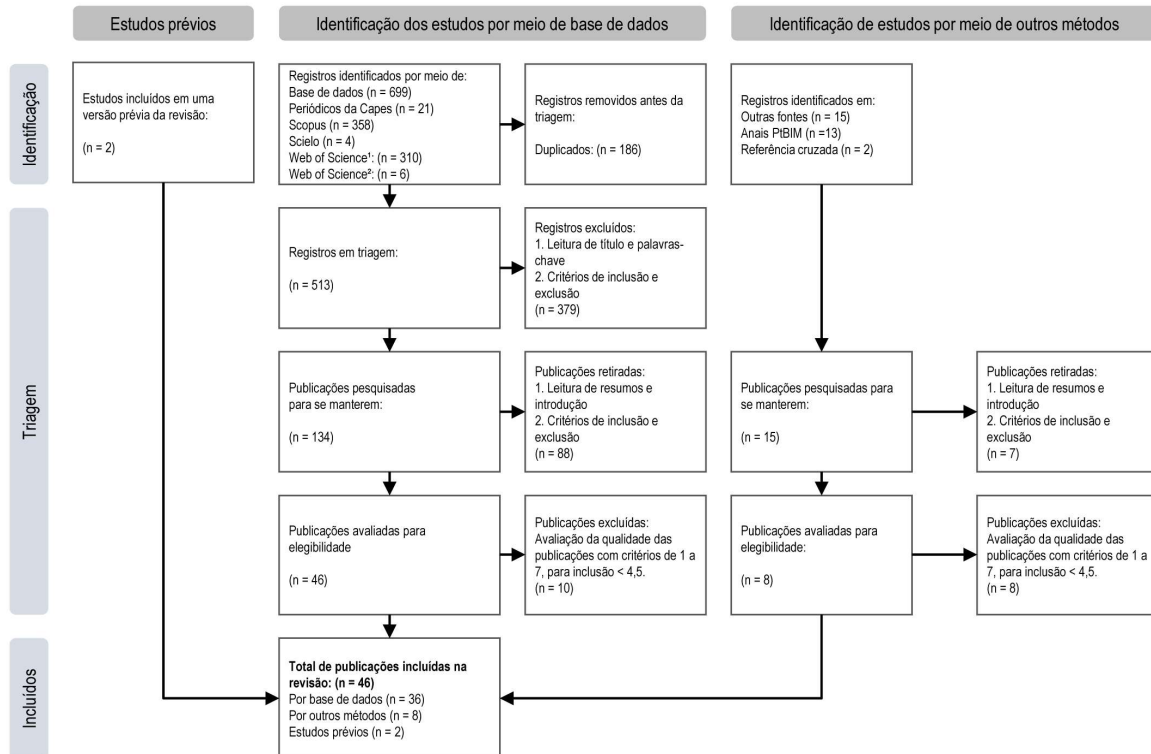 Estudos prévios
Identificação dos estudos por meio de base de dados
Identificação de estudos por meio de outros métodos
Identificação
Estudos incluídos em uma
versão prévia da revisão:
(n = 2)
Registros identificados por meio de:
Base de dados (n = 699)
Periódicos da Capes (n = 21)
Scopus (n = 358)
Scielo (n = 4)
Web of Science¹: (n = 310)
Web of Science²: (n = 6)
Registros removidos antes da
triagem:
Duplicados: (n = 186)
Registros identificados em:
Outras fontes (n = 15)
Anais PtBIM (n =13)
Referência cruzada (n = 2)
Triagem
Registros em triagem:
(n = 513)
Registros excluídos:
1. Leitura de título e palavras-
chave
2. Critérios de inclusão e
exclusão
(n = 379)
Publicações pesquisadas
para se manterem:
(n = 134)
Publicações retiradas:
1. Leitura de resumos e
introdução
2. Critérios de inclusão e
exclusão
(n = 88)
Publicações pesquisadas para
se manterem:
(n = 15)
Publicações retiradas:
1. Leitura de resumos e
introdução
2. Critérios de inclusão e
exclusão
(n = 7)
Publicações avaliadas para
elegibilidade
(n = 46)
Publicações excluídas:
Avaliação da qualidade das
publicações com critérios de 1 a
7, para inclusão < 4,5.
(n = 10)
Publicações avaliadas para
elegibilidade:
(n = 8)
Publicações excluídas:
Avaliação da qualidade das
publicações com critérios de 1 a
7, para inclusão < 4,5.
(n = 8)
Incluídos
Total de publicações incluídas na
revisão: (n = 46)
Por base de dados (n = 36)
Por outros métodos (n = 8)
Estudos prévios (n = 2)